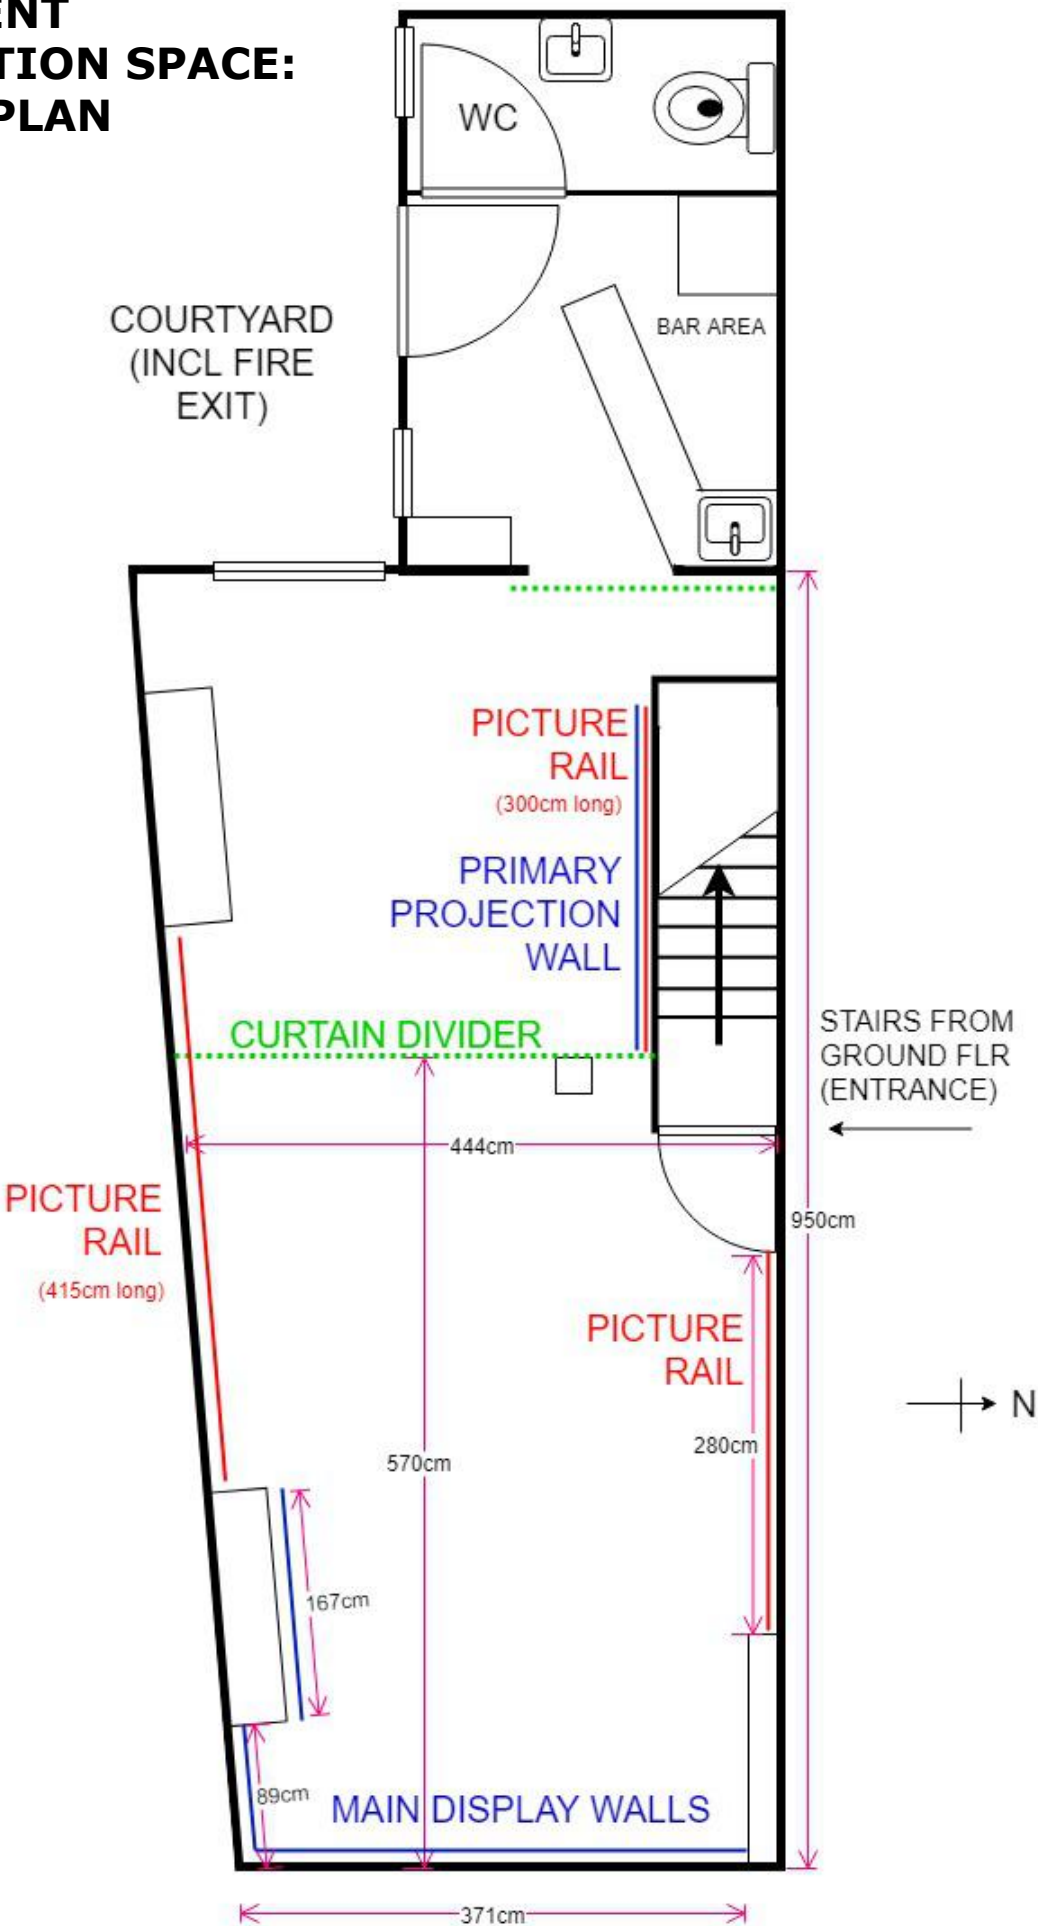 ENT
TION SPACE:
PLAN
WC
COURTYARD
(INCL FIRE
EXIT)
BAR AREA
PICTURE
RAIL
(300cm long)
PRIMARY
PROJECTION
WALL
CURTAIN DIVIDER
STAIRS FROM
GROUND FLR
(ENTRANCE)
444cm
PICTURE
RAIL
(415cm long)
950cm
PICTURE
RAIL
N
280cm
570cm
167cm
89cm
MAIN DISPLAY WALLS
371cm